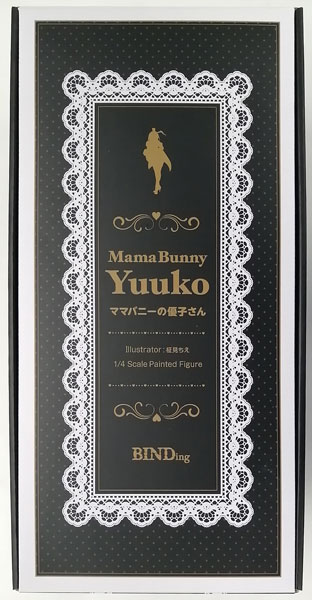 Mama Bunny
Yuuko
ママバニーの優子さん
Illustrator : 柾見ちえ
1/4 Scale Painted Figure
BINDing